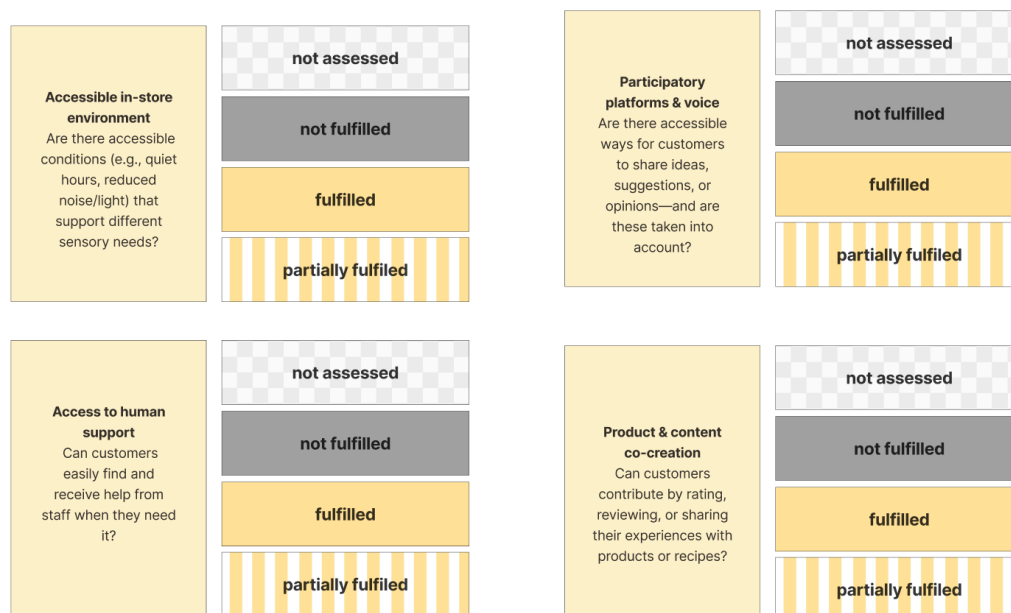 Accessible in-store
environment
Are there accessible
conditions (e.g., quiet
hours, reduced
noise/light) that
support different
sensory needs?
not assessed
not fulfilled
fulfilled
partially fulfiled
Participatory
platforms & voice
Are there accessible
ways for customers
to share ideas,
suggestions, or
opinions—and are
these taken into
account?
not assessed
not fulfilled
fulfilled
partially fulfiled
Access to human
support
Can customers
easily find and
receive help from
staff when they need
it?
not assessed
not fulfilled
fulfilled
partially fulfiled
Product & content
co-creation
Can customers
contribute by rating,
reviewing, or sharing
their experiences with
products or recipes?
not assessed
not fulfilled
fulfilled
partially fulfiled